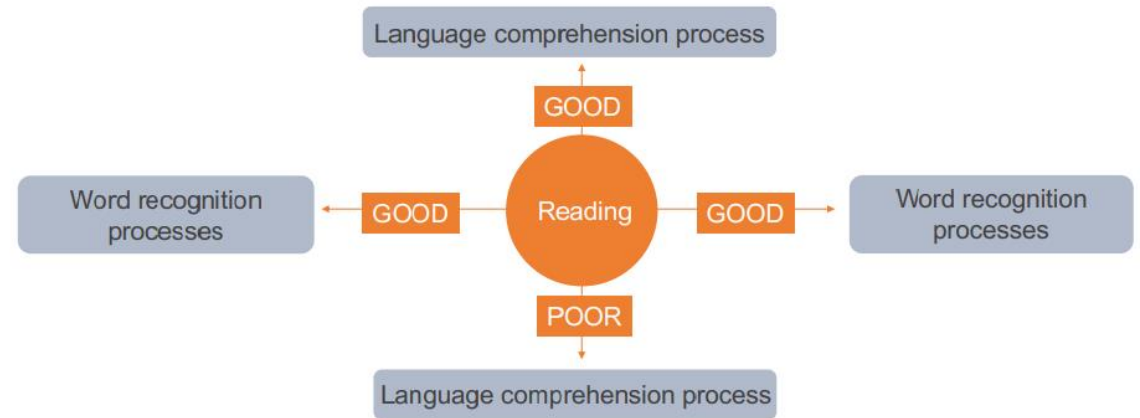 Language comprehension process
GOOD
Word recognition
processes
GOOD
Reading
GOOD
Word recognition
processes
POOR
Language comprehension process